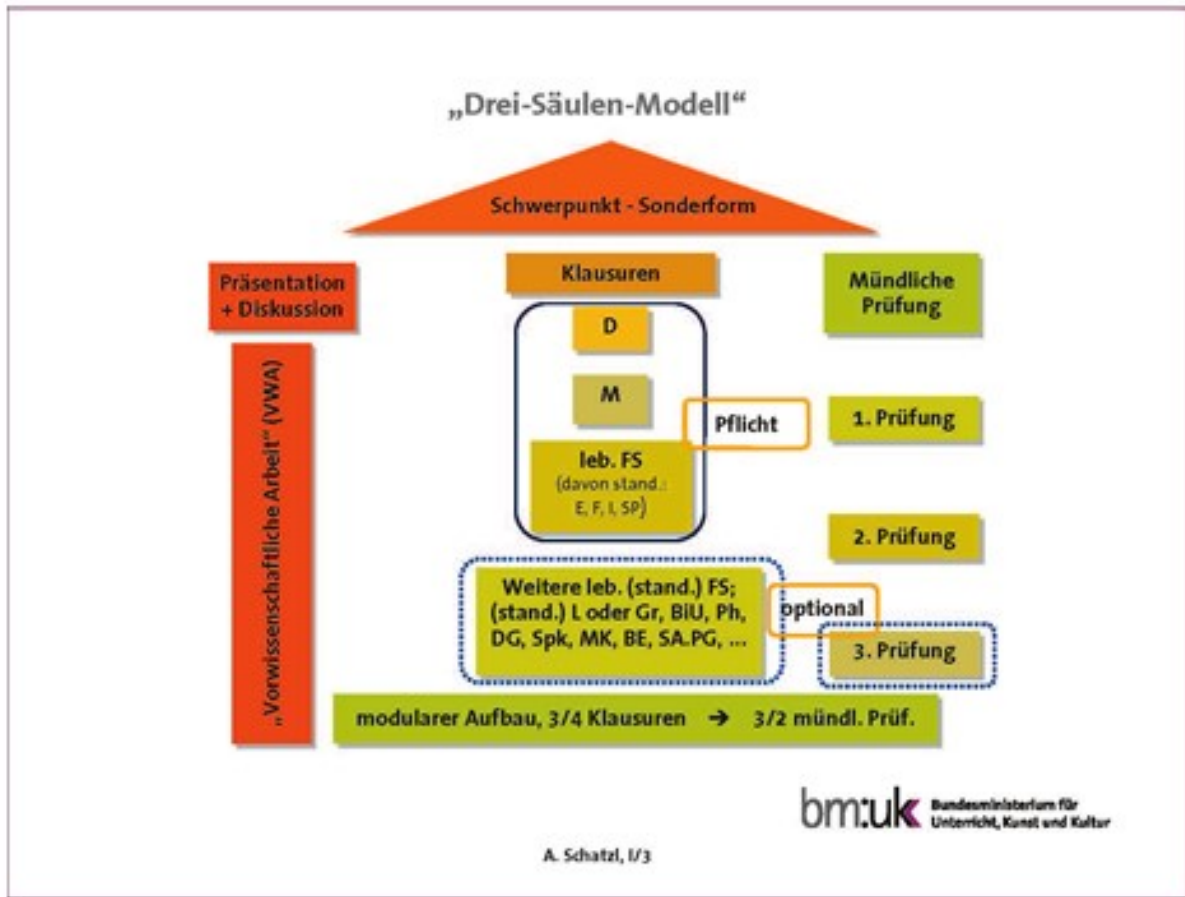 „Drei-Säulen-Modell“
Schwerpunkt - Sonderform
Präsentation
+ Diskussion
„Vorwissenschaftliche Arbeit“ (VWA)
Klausuren
D
M
leb. FS
(davon stand.:
E, F, I, SP)
Pflicht
Weitere leb. (stand.) FS;
(stand.) L oder Gr, BiU, Ph,
DG, Spk, MK, BE, SA.PG, ...
optional
Mündliche
Prüfung
1. Prüfung
2. Prüfung
3. Prüfung
modularer Aufbau, 3/4 Klausuren → 3/2 mündl. Prüf.
bm:uk Bundesministerium für
Unterricht, Kunst und Kultur
A. Schatzl, I/3